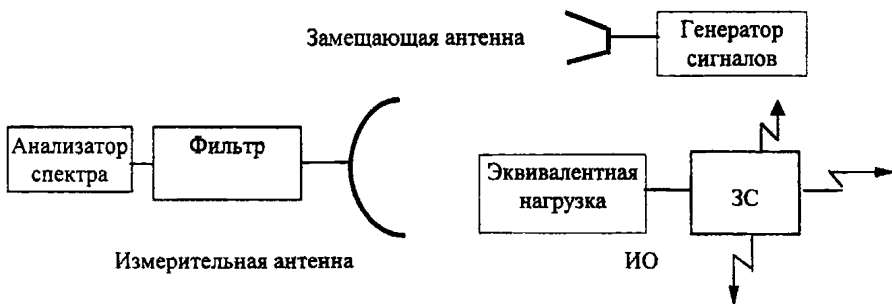 Замещающая антенна
Генератор
сигналов
Анализатор
спектра
Фильтр
Эквивалентная
нагрузка
ЗС
Измерительная антенна
ИО